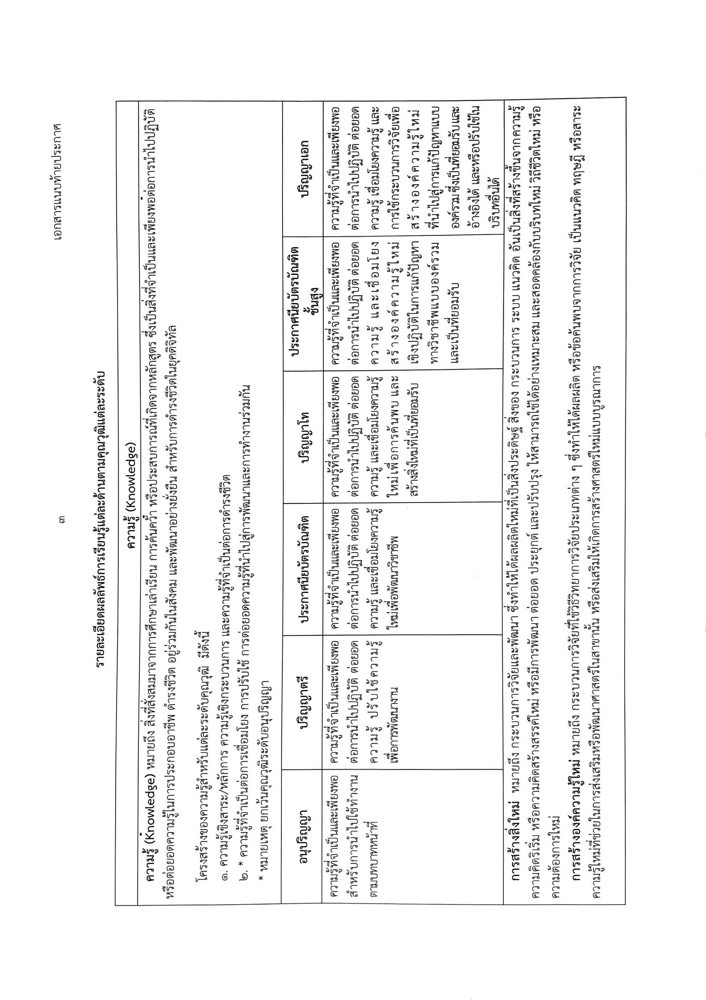 ๓
เอกสารแนบท้ายประกาศ
รายละเอียดผลลัพธ์การเรียนรู้แต่ละด้านตามคุณวุฒิแต่ละระดับ
ความรู้ (Knowledge)
ความรู้ (Knowledge) หมายถึง สิ่งที่สั่งสมมาจากการศึกษาเล่าเรียน การค้นคว้า หรือประสบการณ์ที่เกิดจากหลักสูตร ซึ่งเป็นสิ่งที่จำเป็นและเพียงพอต่อการนำไปปฏิบัติ
หรือต่อยอดความรู้ในการประกอบอาชีพ ดำรงชีวิต อยู่ร่วมกันในสังคม และพัฒนาอย่างยั่งยืน สำหรับการดำรงชีวิตในยุคดิจิทัล
โครงสร้างของความรู้สำหรับแต่ละระดับคุณวุฒิ มีดังนี้
๑. ความรู้เชิงสาระ/หลักการ ความรู้เชิงกระบวนการ และความรู้ที่จำเป็นต่อการดำรงชีวิต
๒. * ความรู้ที่จำเป็นต่อการเชื่อมโยง การปรับใช้ การต่อยอดความรู้ที่นำไปสู่การพัฒนาและการทำงานร่วมกัน
* หมายเหตุ ยกเว้นคุณวุฒิระดับอนุปริญญา
อนุปริญญา
ความรู้ที่จำเป็นและเพียงพอ
สำหรับการนำไปใช้ทำงาน
ตามบทบาทหน้าที่
ปริญญาตรี
ความรู้ที่จำเป็นและเพียงพอ
ต่อการนำไปปฏิบัติ ต่อยอด
ความรู้ ปรับใช้ความรู้
เพื่อการพัฒนางาน
ประกาศนียบัตรบัณฑิต
ความรู้ที่จำเป็นและเพียงพอ
ต่อการนำไปปฏิบัติ ต่อยอด
ความรู้ และเชื่อมโยงความรู้
ใหม่เพื่อพัฒนาวิชาชีพ
ปริญญาโท
ความรู้ที่จำเป็นและเพียงพอ
ต่อการนำไปปฏิบัติ ต่อยอด
ความรู้ และเชื่อมโยงความรู้
ใหม่เพื่อการค้นพบ และ
สร้างสิ่งใหม่ที่เป็นที่ยอมรับ
ประกาศนียบัตรบัณฑิต
ชั้นสูง
ความรู้ที่จำเป็นและเพียงพอ
ต่อการนำไปปฏิบัติ ต่อยอด
ความรู้ และเชื่อมโยง
สร้างองค์ความรู้ใหม่
เชิงปฏิบัติในการแก้ปัญหา
ทางวิชาชีพแบบองค์รวม
และเป็นที่ยอมรับ
ปริญญาเอก
ความรู้ที่จำเป็นและเพียงพอ
ต่อการนำไปปฏิบัติ ต่อยอด
ความรู้ เชื่อมโยงความรู้ และ
การใช้กระบวนการวิจัยเพื่อ
สร้างองค์ความรู้ใหม่
ที่นำไปสู่การแก้ปัญหาแบบ
องค์รวม ซึ่งเป็นที่ยอมรับ และ
อ้างอิงได้ และหรือปรับใช้ใน
บริบทอื่นได้
การสร้างสิ่งใหม่ หมายถึง กระบวนการวิจัยและพัฒนา ซึ่งทำให้ได้ผลผลิตใหม่ที่เป็นสิ่งประดิษฐ์ สิ่งของ กระบวนการ ระบบ แนวคิด อันเป็นสิ่งที่สร้างขึ้นจากความรู้
ความคิดริเริ่ม หรือความคิดสร้างสรรค์ใหม่ หรือมีการพัฒนา ต่อยอด ประยุกต์ และปรับปรุง ให้สามารถใช้ได้อย่างเหมาะสม และสอดคล้องกับบริบทใหม่ วิถีชีวิตใหม่ หรือ
ความต้องการใหม่
การสร้างองค์ความรู้ใหม่ หมายถึง กระบวนการวิจัยที่ใช้วิธีวิทยาการวิจัยประเภทต่าง ๆ ซึ่งทำให้ได้ผลผลิต หรือข้อค้นพบจากการวิจัย เป็นแนวคิด ทฤษฎี หรือสาระ
ความรู้ใหม่ที่ช่วยในการส่งเสริมหรือพัฒนาศาสตร์ในสาขานั้น หรือส่งเสริมให้เกิดการสร้างศาสตร์ใหม่แบบบูรณาการ